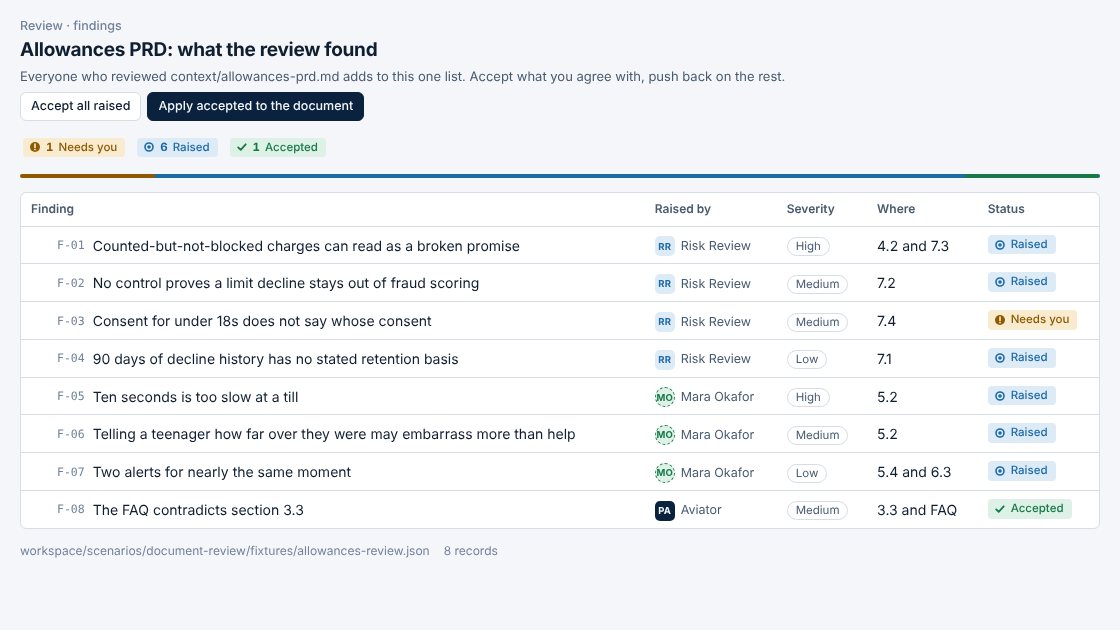 Review · findings
Allowances PRD: what the review found
Everyone who reviewed context/allowances-prd.md adds to this one list. Accept what you agree with, push back on the rest.
Accept all raised Apply accepted to the document
1 Needs you 6 Raised 1 Accepted
Finding Raised by Severity Where Status
F-01 Counted-but-not-blocked charges can read as a broken promise RR Risk Review High 4.2 and 7.3 Raised
F-02 No control proves a limit decline stays out of fraud scoring RR Risk Review Medium 7.2 Raised
F-03 Consent for under 18s does not say whose consent RR Risk Review Medium 7.4 Needs you
F-04 90 days of decline history has no stated retention basis RR Risk Review Low 7.1 Raised
F-05 Ten seconds is too slow at a till MO Mara Okafor High 5.2 Raised
F-06 Telling a teenager how far over they were may embarrass more than help MO Mara Okafor Medium 5.2 Raised
F-07 Two alerts for nearly the same moment MO Mara Okafor Low 5.4 and 6.3 Raised
F-08 The FAQ contradicts section 3.3 PA Aviator Medium 3.3 and FAQ Accepted
workspace/scenarios/document-review/fixtures/allowances-review.json 8 records